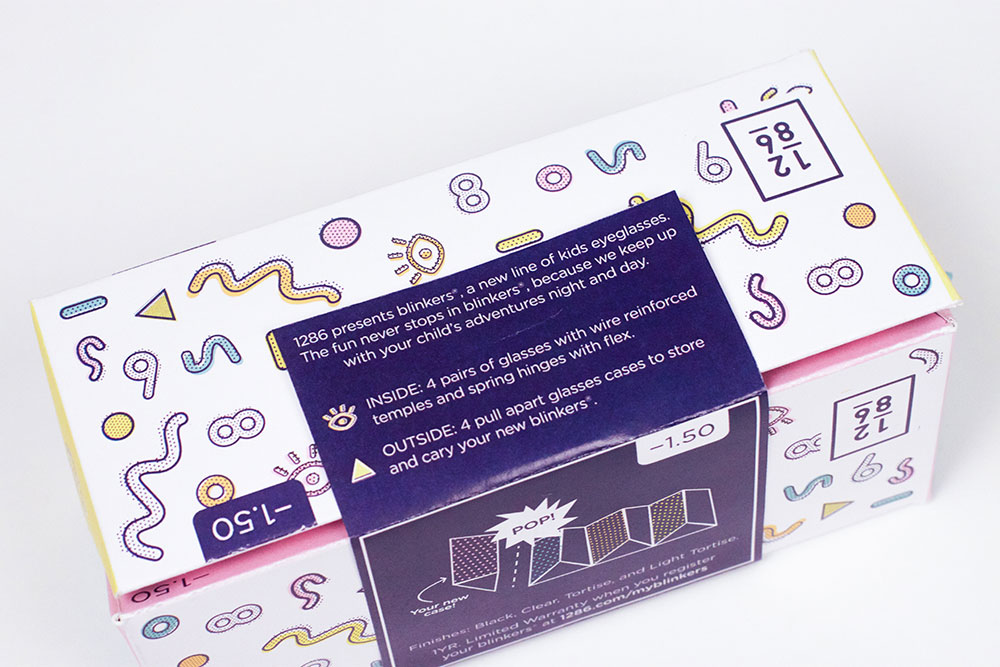 12
86
1286 presents blinkers®, a new line of kids eyeglasses.
The fun never stops in blinkers®, because we keep up
with your child's adventures night and day.
INSIDE: 4 pairs of glasses with wire reinforced
temples and spring hinges with flex.
OUTSIDE: 4 pull apart glasses cases to store
and cary your new blinkers®.
–1.50
12
86
–1.50
–1.50
POP!
Your new
case!
Finishes: Black, Clear, Tortise, and Light Tortise.
1YR. Limited Warranty when you register
your blinkers® at 1286.com/myblinkers